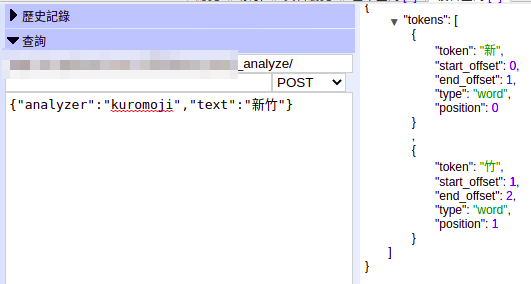 歷史記錄
查詢
_analyze/
POST
{"analyzer":"kuromoji","text":"新竹"}
{
"tokens": [
{
"token": "新",
"start_offset": 0,
"end_offset": 1,
"type": "word",
"position": 0
}
,
{
"token": "竹",
"start_offset": 1,
"end_offset": 2,
"type": "word",
"position": 1
}
]
}